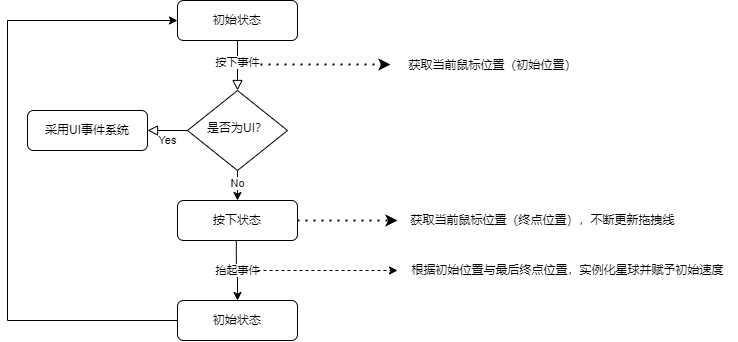 初始状态
按下事件
获取当前鼠标位置（初始位置）
是否为UI?
采用UI事件系统
Yes
No
按下状态
获取当前鼠标位置（终点位置），不断更新拖拽线
抬起事件
根据初始位置与最后终点位置，实例化星球并赋予初始速度
初始状态